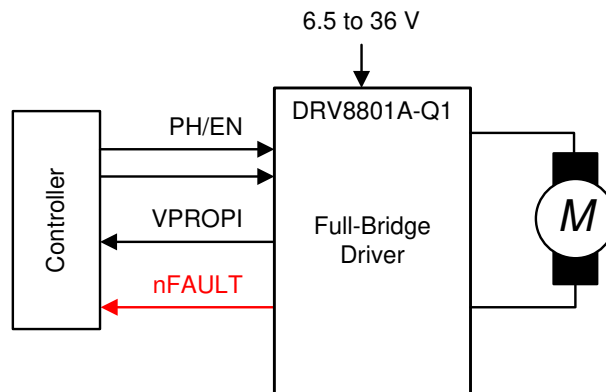 6.5 to 36 V
DRV8801A-Q1
PH/EN
Controller
VPROPI
Full-Bridge
Driver
M
nFAULT